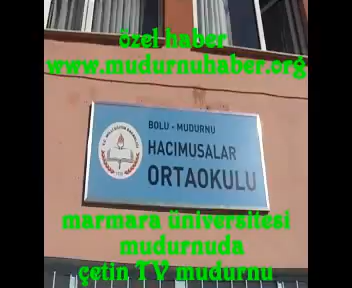 özel haber
www.mudurnuhaber.org
BOLU - MUDURNU
HACIMUSALAR
ORTAOKULU
marmara üniversitesi
mudurnuda
çetin TV mudurnu